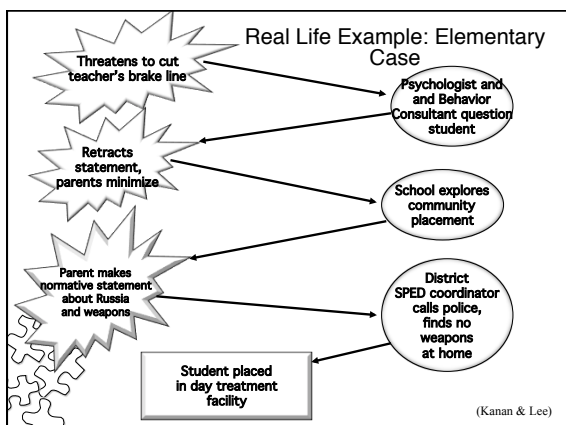 Real Life Example: Elementary
Case
Threatens to cut
teacher's brake line
Psychologist and
and Behavior
Consultant question
student
Retracts
statement,
parents minimize
School explores
community
placement
Parent makes
normative statement
about Russia
and weapons
District
SPED coordinator
calls police,
finds no
weapons
at home
Student placed
in day treatment
facility
(Kanan & Lee)